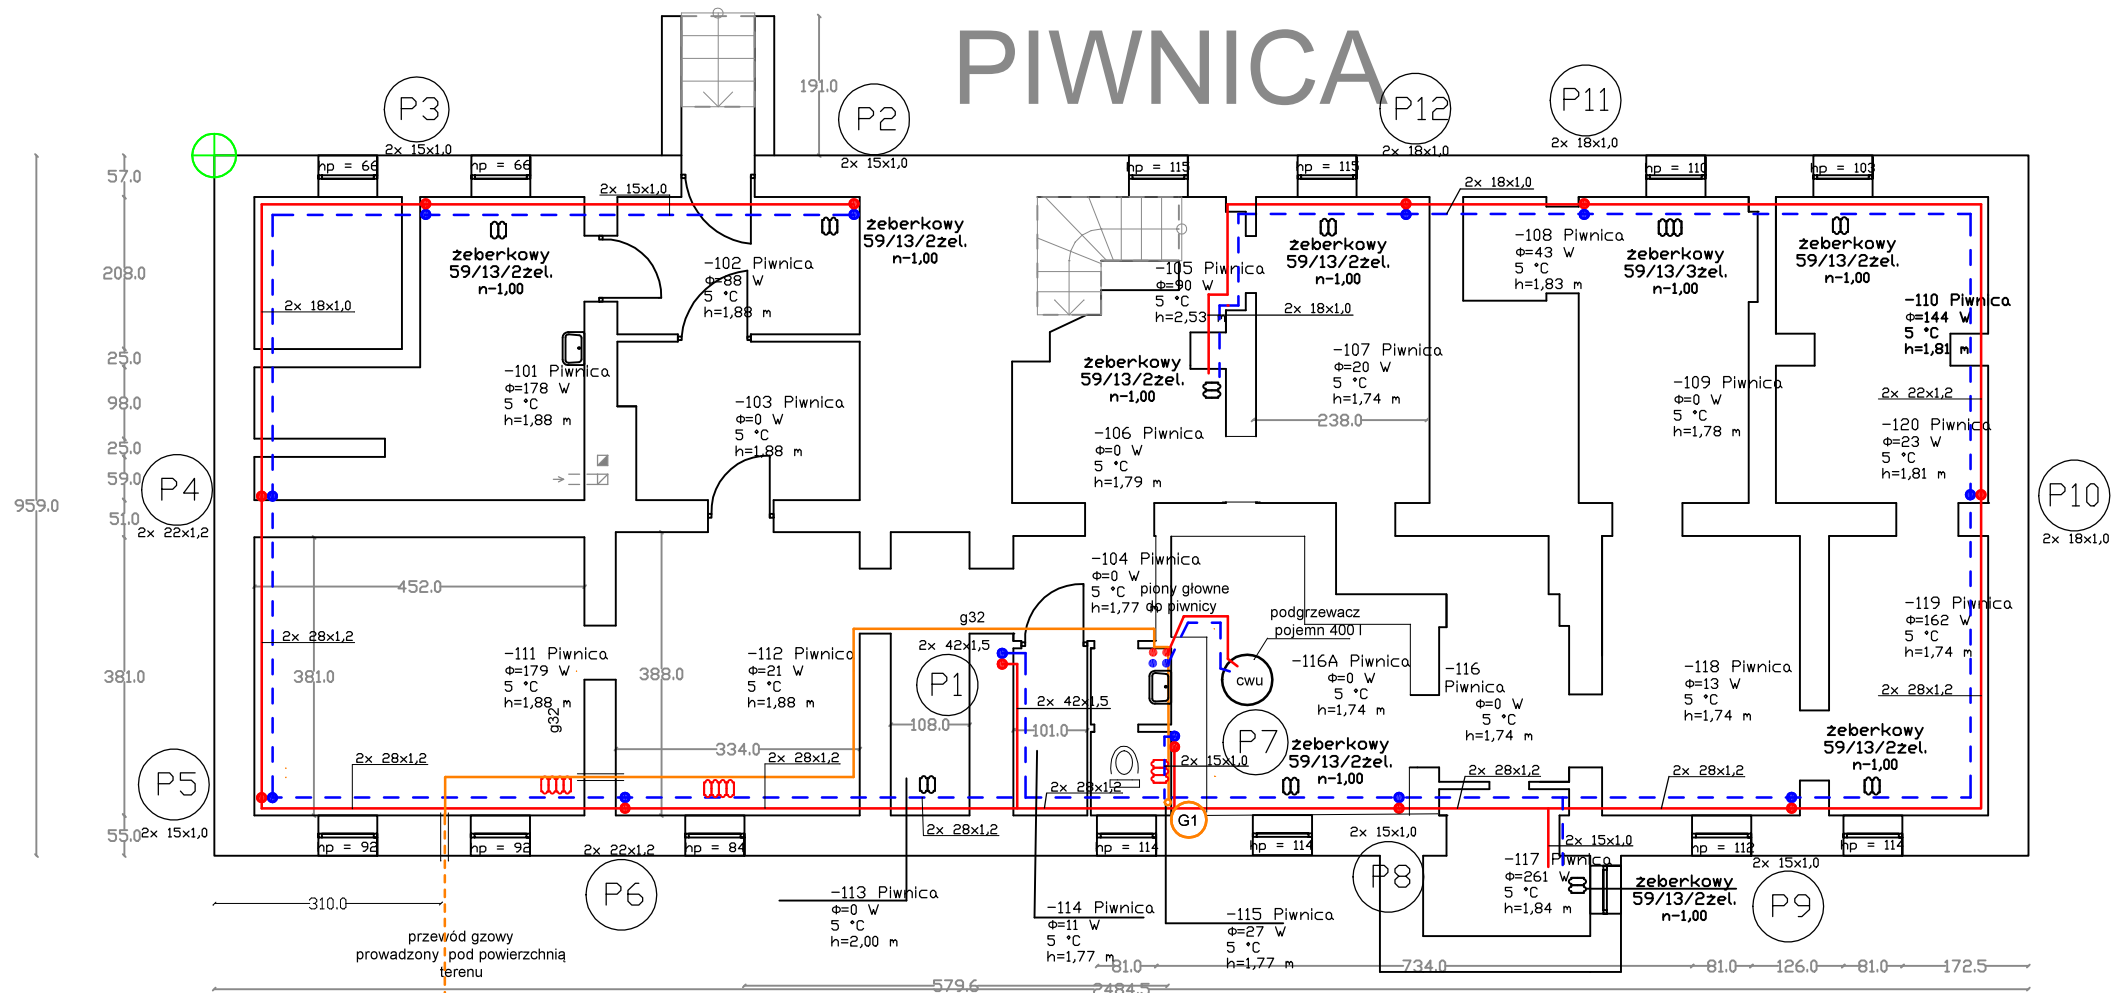 PIWNICA
191.0
P3
2x 15x1,0
P2
2x 15x1,0
P12
2x 18x1,0
P11
2x 18x1,0
hp = 66
hp = 66
hp = 115
hp = 115
hp = 110
hp = 103
57.0
208.0
25.0
98.0
25.0
59.0
51.0
381.0
55.0
959.0
2x 15x1,0
2x 18x1,0
żeberkowy
59/13/2żel.
n-1,00
żeberkowy
59/13/2żel.
n-1,00
żeberkowy
59/13/2żel.
n-1,00
żeberkowy
59/13/3żel.
n-1,00
żeberkowy
59/13/2żel.
n-1,00
-102 Piwnica
Φ=88 W
5 °C
h=1,88 m
-105 Piwnica
Φ=90 W
5 °C
h=2,53 m
-108 Piwnica
Φ=43 W
5 °C
h=1,83 m
-110 Piwnica
Φ=144 W
5 °C
h=1,81 m
2x 18x1,0
2x 18x1,0
-101 Piwnica
Φ=178 W
5 °C
h=1,88 m
-103 Piwnica
Φ=0 W
5 °C
h=1,88 m
żeberkowy
59/13/2żel.
n-1,00
-107 Piwnica
Φ=20 W
5 °C
h=1,74 m
238.0
-109 Piwnica
Φ=0 W
5 °C
h=1,78 m
2x 22x1,2
-120 Piwnica
Φ=23 W
5 °C
h=1,81 m
-106 Piwnica
Φ=0 W
5 °C
h=1,79 m
P4
2x 22x1,2
P10
2x 18x1,0
452.0
-104 Piwnica
Φ=0 W
5 °C
h=1,77 m
piony głowne
do piwnicy
podgrzewacz
pojemn 400 l
cwu
g32
2x 42x1,5
P1
2x 28x1,2
381.0
388.0
-111 Piwnica
Φ=179 W
5 °C
h=1,88 m
g32
-112 Piwnica
Φ=21 W
5 °C
h=1,88 m
108.0
101.0
334.0
2x 42x1,5
-116A Piwnica
Φ=0 W
5 °C
h=1,74 m
-116
Piwnica
Φ=0 W
5 °C
h=1,74 m
-118 Piwnica
Φ=13 W
5 °C
h=1,74 m
-119 Piwnica
Φ=162 W
5 °C
h=1,74 m
2x 28x1,2
P7
2x 15x1,0
żeberkowy
59/13/2żel.
n-1,00
żeberkowy
59/13/2żel.
n-1,00
P5
2x 15x1,0
2x 28x1,2
2x 28x1,2
2x 28x1,2
2x 28x1,2
2x 28x1,2
2x 28x1,2
G1
hp = 92
hp = 92
hp = 84
hp = 114
hp = 114
hp = 112
hp = 114
2x 22x1,2
P6
2x 15x1,0
P8
2x 15x1,0
2x 15x1,0
P9
-117 Piwnica
Φ=261 W
5 °C
h=1,84 m
żeberkowy
59/13/2żel.
n-1,00
-113 Piwnica
Φ=0 W
5 °C
h=2,00 m
-114 Piwnica
Φ=11 W
5 °C
h=1,77 m
-115 Piwnica
Φ=27 W
5 °C
h=1,77 m
310.0
przewód gzowy
prowadzony pod powierzchnią
terenu
81.0
734.0
81.0
126.0
81.0
172.5
579.6
2484.5